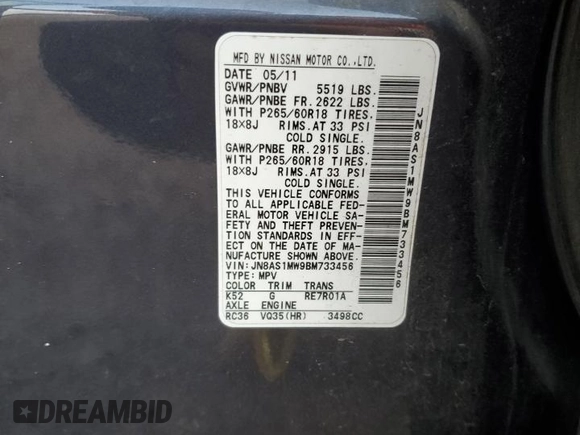 MFD BY NISSAN MOTOR CO.,LTD.
DATE 05/11
GVWR/PNBV 5519 LBS.
GAWR/PNBE FR. 2622 LBS.
WITH P265/60R18 TIRES.
18X8J RIMS.AT 33 PSI
COLD SINGLE.
GAWR/PNBE RR. 2915 LBS.
WITH P265/60R18 TIRES.
18X8J RIMS.AT 33 PSI
COLD SINGLE.
THIS VEHICLE CONFORMS
TO ALL APPLICABLE FED-
ERAL MOTOR VEHICLE SA-
FETY AND THEFT PREVEN-
TION STANDARDS IN EFF-
ECT ON THE DATE OF MA-
NUFACTURE SHOWN ABOVE.
VIN: JN8AS1MW9BM733456
TYPE: MPV
COLOR TRIM TRANS
K52 G RE7R01A
AXLE ENGINE
RC36 VQ35(HR) 3498CC
JN8AS1MW9BM733456
DREAMBID